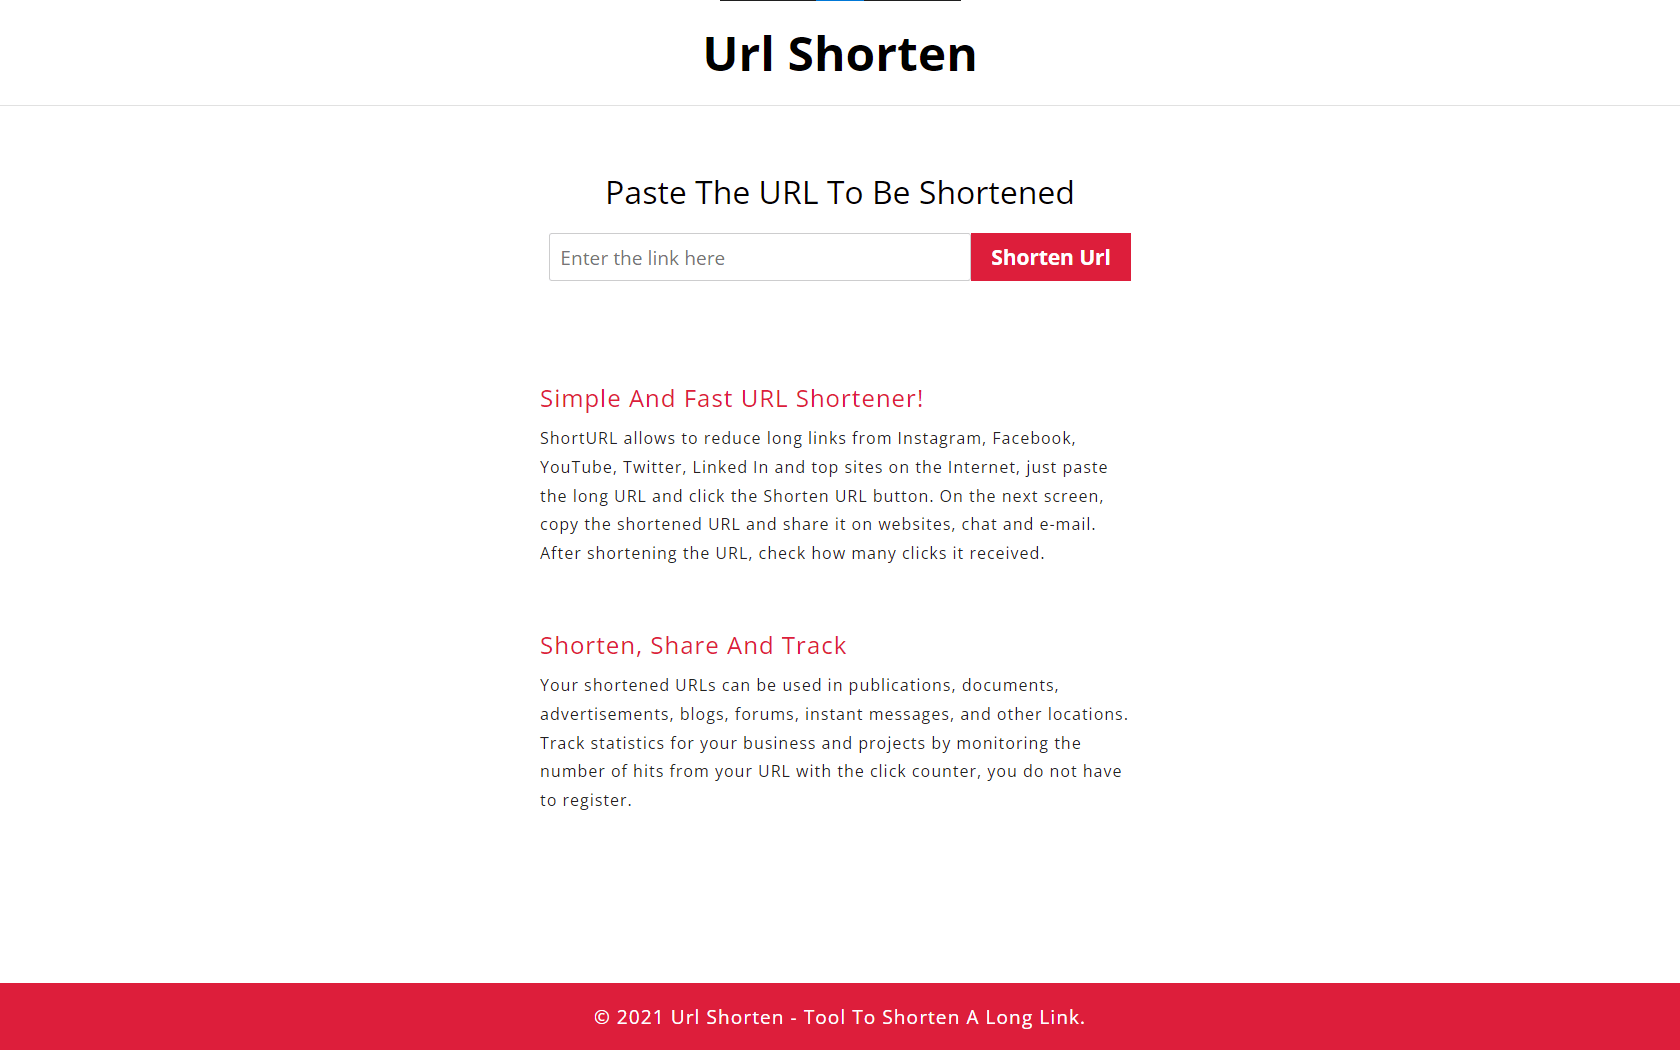 Url Shorten
Paste The URL To Be Shortened
Enter the link here
Shorten Url
Simple And Fast URL Shortener!
ShortURL allows to reduce long links from Instagram, Facebook,
YouTube, Twitter, Linked In and top sites on the Internet, just paste
the long URL and click the Shorten URL button. On the next screen,
copy the shortened URL and share it on websites, chat and e-mail.
After shortening the URL, check how many clicks it received.
Shorten, Share And Track
Your shortened URLs can be used in publications, documents,
advertisements, blogs, forums, instant messages, and other locations.
Track statistics for your business and projects by monitoring the
number of hits from your URL with the click counter, you do not have
to register.
© 2021 Url Shorten - Tool To Shorten A Long Link.